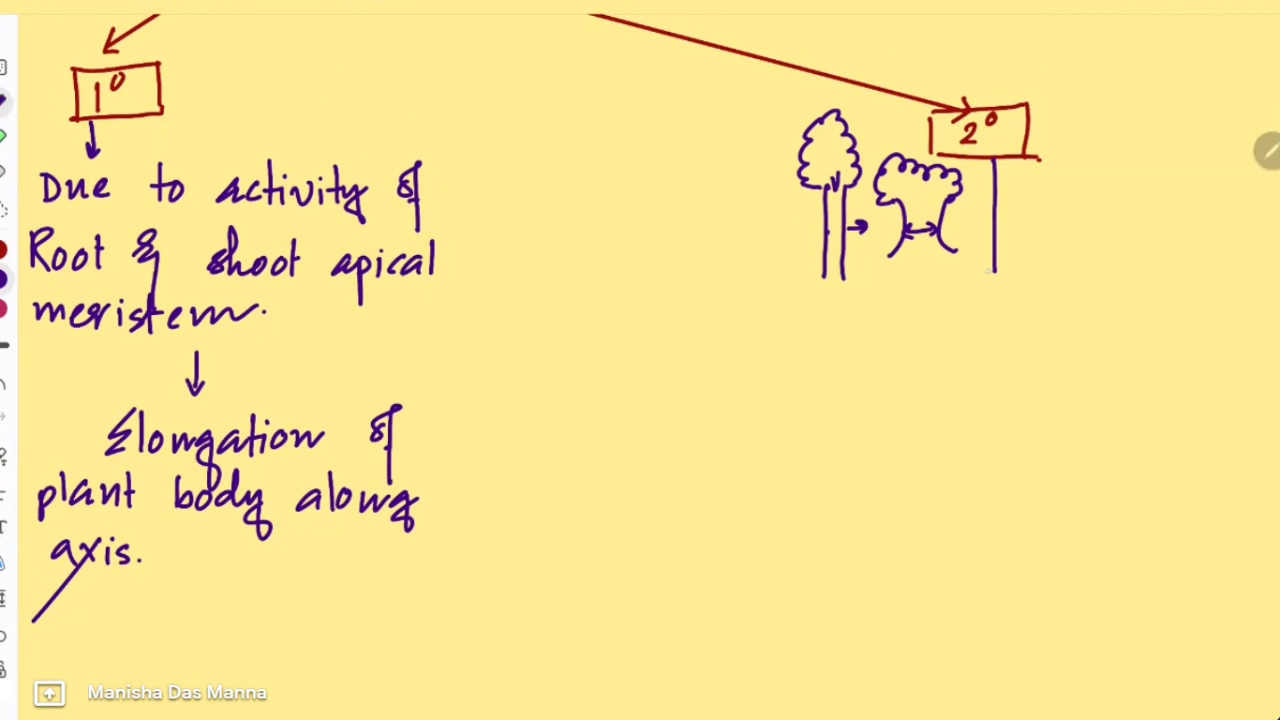 1°
2°
Due to activity of
Root & shoot apical
meristem.
Elongation of
plant body along
axis.
Manisha Das Manna